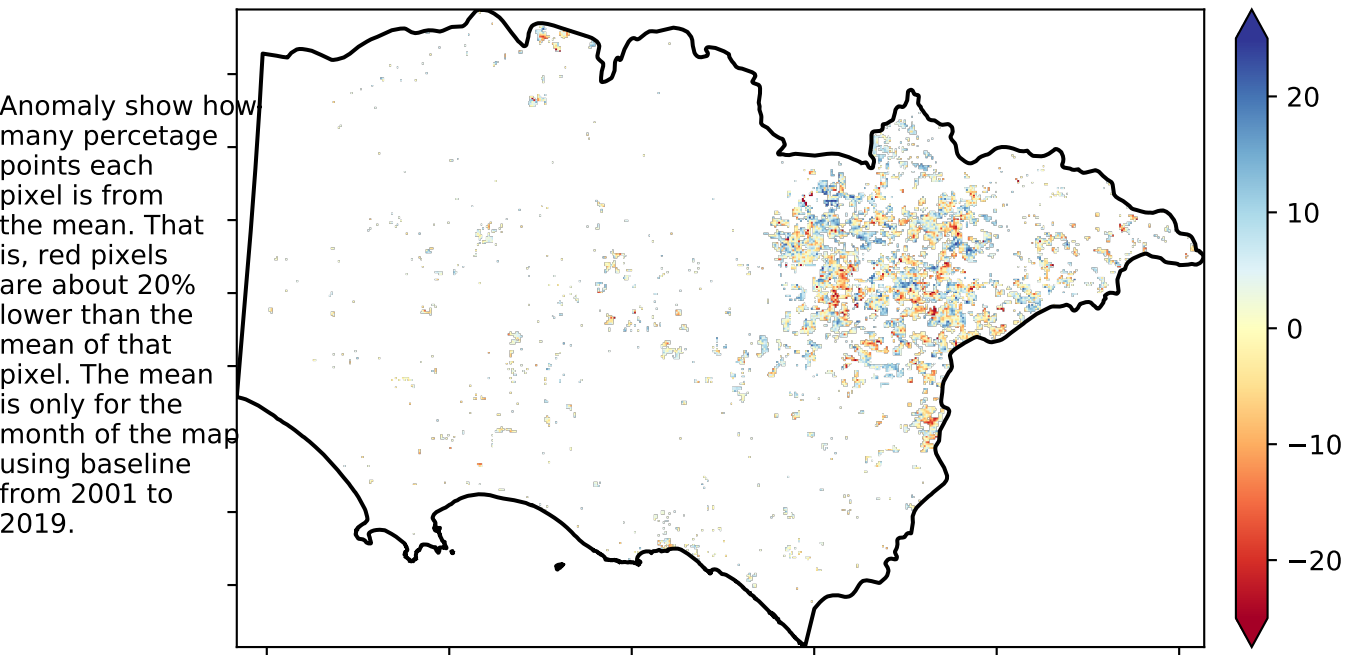 Anomaly show how
many percetage
points each
pixel is from
the mean. That
is, red pixels
are about 20%
lower than the
mean of that
pixel. The mean
is only for the
month of the map
using baseline
from 2001 to
2019.
20
10
0
−10
−20